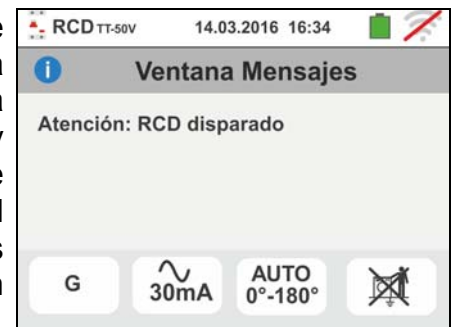 RCD TT-50V 14.03.2016 16:34
Ventana Mensajes
Atención: RCD disparado
G
30mA
AUTO
0°-180°